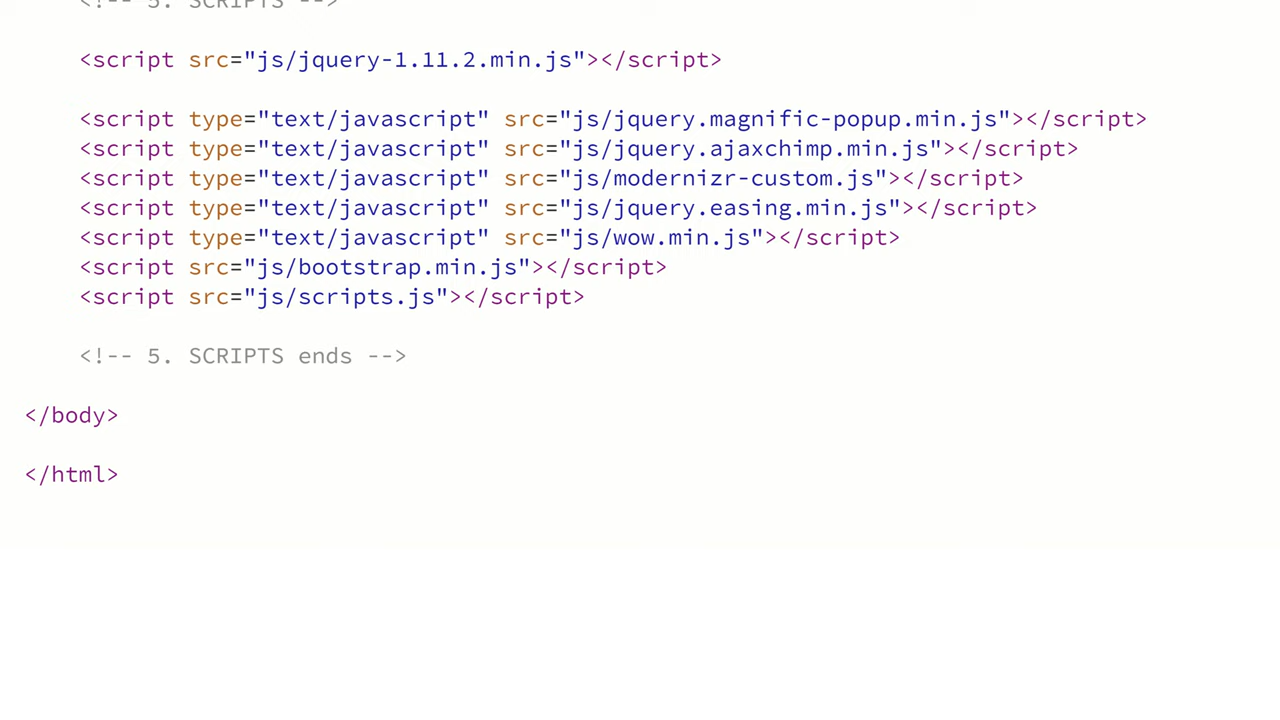 <!-- 5. SCRIPTS -->
<script src="js/jquery-1.11.2.min.js"></script>
<script type="text/javascript" src="js/jquery.magnific-popup.min.js"></script>
<script type="text/javascript" src="js/jquery.ajaxchimp.min.js"></script>
<script type="text/javascript" src="js/modernizr-custom.js"></script>
<script type="text/javascript" src="js/jquery.easing.min.js"></script>
<script type="text/javascript" src="js/wow.min.js"></script>
<script src="js/bootstrap.min.js"></script>
<script src="js/scripts.js"></script>
<!-- 5. SCRIPTS ends -->
</body>
</html>